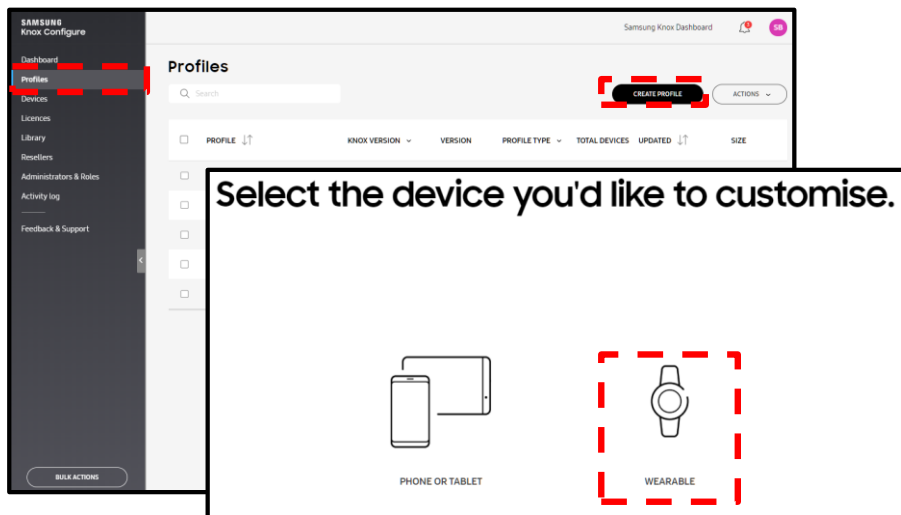 SAMSUNG
Knox Configure
Samsung Knox Dashboard
SB
Dashboard
Profiles
Devices
Licences
Library
Resellers
Administrators & Roles
Activity log
Feedback & Support
BULK ACTIONS
Profiles
Search
CREATE PROFILE
ACTIONS
PROFILE
KNOX VERSION
VERSION
PROFILE TYPE
TOTAL DEVICES
UPDATED
SIZE
Select the device you'd like to customise.
PHONE OR TABLET
WEARABLE